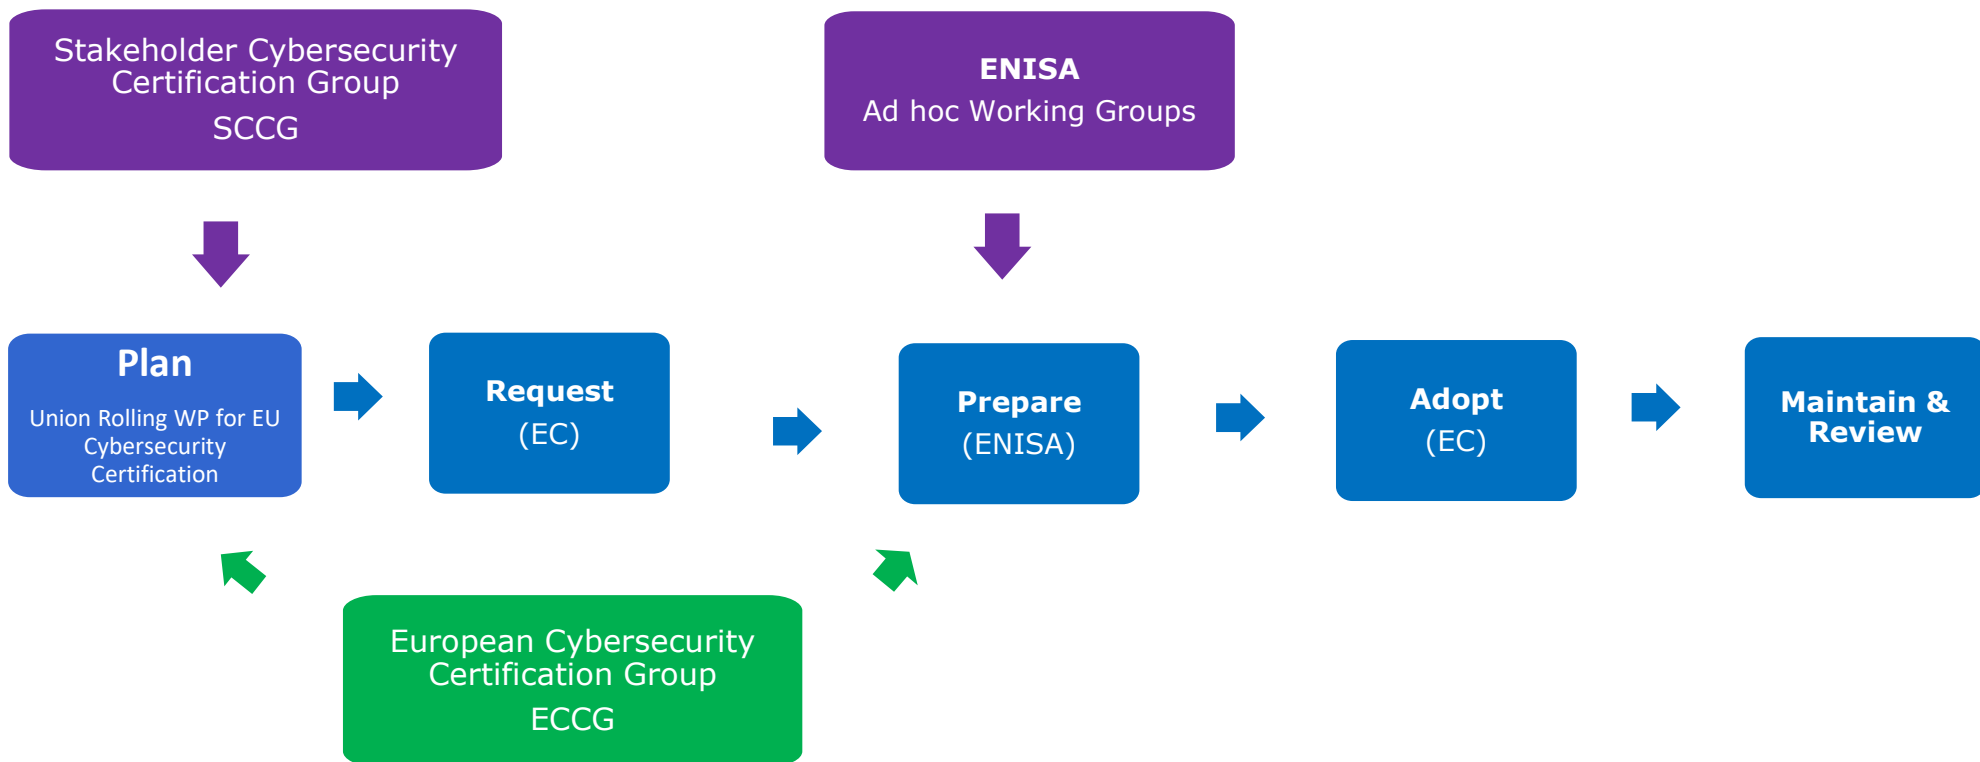 Stakeholder Cybersecurity
Certification Group
SCCG
ENISA
Ad hoc Working Groups
Plan
Union Rolling WP for EU
Cybersecurity
Certification
Request
(EC)
Prepare
(ENISA)
Adopt
(EC)
Maintain &
Review
European Cybersecurity
Certification Group
ECCG